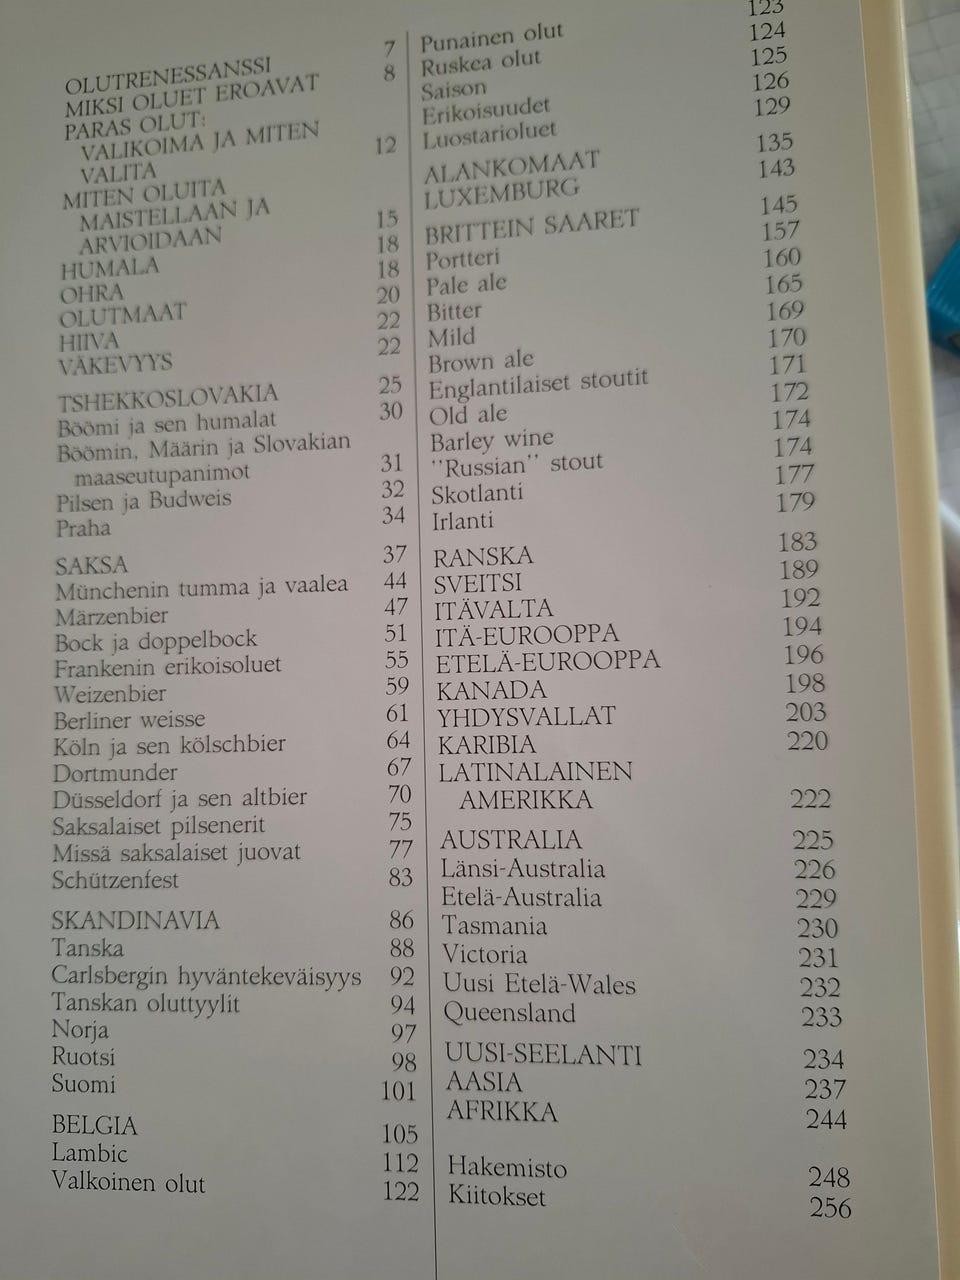 OLUTRENESSANSSI 7
MIKSI OLUET EROAVAT 8
PARAS OLUT:
VALIKOIMA JA MITEN
VALITA 12
MITEN OLUITA
MAISTELLAAN JA
ARVIOIDAAN 15
HUMALA 18
OHRA 18
OLUTMAAT 20
HIIVA 22
VÄKEVYYS 22
TSHEKKOSLOVAKIA 25
Böömi ja sen humalat 30
Böömin, Määrin ja Slovakian
maaseutupanimot 31
Pilsen ja Budweis 32
Praha 34
SAKSA 37
Münchenin tumma ja vaalea 44
Märzenbier 47
Bock ja doppelbock 51
Frankenin erikoisoluet 55
Weizenbier 59
Berliner weisse 61
Köln ja sen kölschbier 64
Dortmunder 67
Düsseldorf ja sen altbier 70
Saksalaiset pilsenerit 75
Missä saksalaiset juovat 77
Schützenfest 83
SKANDINAVIA 86
Tanska 88
Carlsbergin hyväntekeväisyys 92
Tanskan oluttyylit 94
Norja 97
Ruotsi 98
Suomi 101
BELGIA 105
Lambic 112
Valkoinen olut 122
Punainen olut 123
Ruskea olut 124
Saison 125
Erikoisuudet 126
Luostarioluet 129
ALANKOMAAT 135
LUXEMBURG 143
BRITTEIN SAARET 145
Portteri 157
Pale ale 160
Bitter 165
Mild 169
Brown ale 170
Englantilaiset stoutit 171
Old ale 172
Barley wine 174
"Russian" stout 174
Skotlanti 177
Irlanti 179
RANSKA 183
SVEITSI 189
ITÄVALTA 192
ITÄ-EUROOPPA 194
ETELÄ-EUROOPPA 196
KANADA 198
YHDYSVALLAT 203
KARIBIA 220
LATINALAINEN
AMERIKKA 222
AUSTRALIA 225
Länsi-Australia 226
Etelä-Australia 229
Tasmania 230
Victoria 231
Uusi Etelä-Wales 232
Queensland 233
UUSI-SEELANTI 234
AASIA 237
AFRIKKA 244
Hakemisto 248
Kiitokset 256